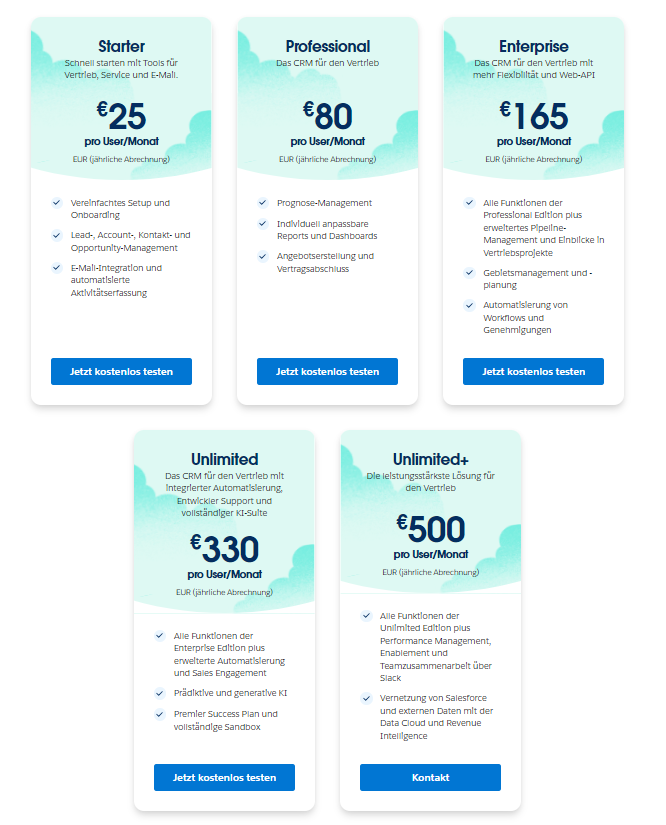 Starter
Schnell starten mit Tools für
Vertrieb, Service und E-Mail.
€25
pro User/Monat
EUR (jährliche Abrechnung)
Vereinfachtes Setup und
Onboarding
Lead-, Account-, Kontakt- und
Opportunity-Management
E-Mail-Integration und
automatisierte
Aktivitätserfassung
Jetzt kostenlos testen
Professional
Das CRM für den Vertrieb
€80
pro User/Monat
EUR (jährliche Abrechnung)
Prognose-Management
Individuell anpassbare
Reports und Dashboards
Angebotserstellung und
Vertragsabschluss
Jetzt kostenlos testen
Enterprise
Das CRM für den Vertrieb mit
mehr Flexibilität und Web-API
€165
pro User/Monat
EUR (jährliche Abrechnung)
Alle Funktionen der
Professional Edition plus
erweitertes Pipeline-
Management und Einblicke in
Vertriebsprojekte
Gebietsmanagement und -
planung
Automatisierung von
Workflows und
Genehmigungen
Jetzt kostenlos testen
Unlimited
Das CRM für den Vertrieb mit
integrierter Automatisierung,
Entwickler Support und
vollständiger KI-Suite
€330
pro User/Monat
EUR (jährliche Abrechnung)
Alle Funktionen der
Enterprise Edition plus
erweiterte Automatisierung
und Sales Engagement
Prädiktive und generative KI
Premier Success Plan und
vollständige Sandbox
Jetzt kostenlos testen
Unlimited+
Die leistungsstärkste Lösung für
den Vertrieb
€500
pro User/Monat
EUR (jährliche Abrechnung)
Alle Funktionen der
Unlimited Edition plus
Performance Management,
Enablement und
Teamzusammenarbeit über
Slack
Vernetzung von Salesforce
und externen Daten mit der
Data Cloud und Revenue
Intelligence
Kontakt